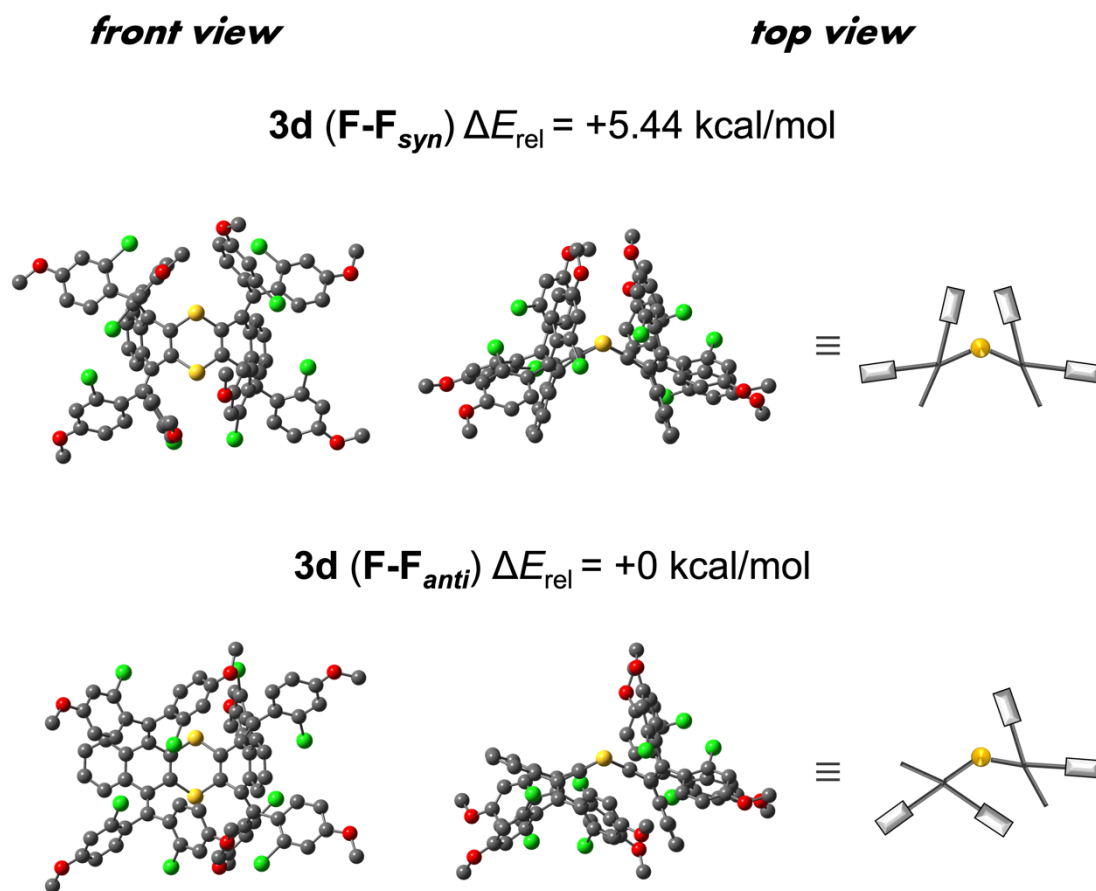 front view top view
3d (F-Fsyn) ΔErel = +5.44 kcal/mol
≡
3d (F-Fanti) ΔErel = +0 kcal/mol
≡